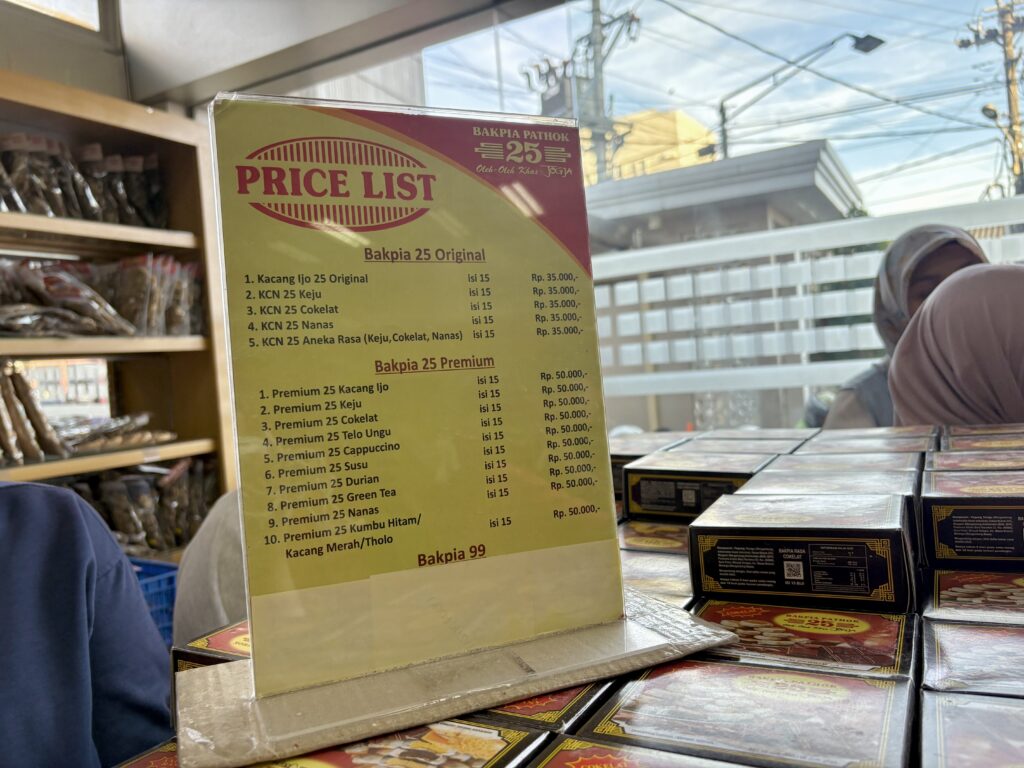 PRICE LIST
BAKPIA PATHOK
25
Oleh-Oleh Khas JOGJA
Bakpia 25 Original
1. Kacang Ijo 25 Original isi 15 Rp. 35.000,-
2. KCN 25 Keju isi 15 Rp. 35.000,-
3. KCN 25 Cokelat isi 15 Rp. 35.000,-
4. KCN 25 Nanas isi 15 Rp. 35.000,-
5. KCN 25 Aneka Rasa (Keju,Cokelat, Nanas) isi 15 Rp. 35.000,-
Bakpia 25 Premium
1. Premium 25 Kacang Ijo isi 15 Rp. 50.000,-
2. Premium 25 Keju isi 15 Rp. 50.000,-
3. Premium 25 Cokelat isi 15 Rp. 50.000,-
4. Premium 25 Telo Ungu isi 15 Rp. 50.000,-
5. Premium 25 Cappuccino isi 15 Rp. 50.000,-
6. Premium 25 Susu isi 15 Rp. 50.000,-
7. Premium 25 Durian isi 15 Rp. 50.000,-
8. Premium 25 Green Tea isi 15 Rp. 50.000,-
9. Premium 25 Nanas isi 15 Rp. 50.000,-
10. Premium 25 Kumbu Hitam/ isi 15 Rp. 50.000,-
Kacang Merah/Tholo
Bakpia 99
BAKPIA RASA
COKELAT
BAKPIA PATHOK
25
25